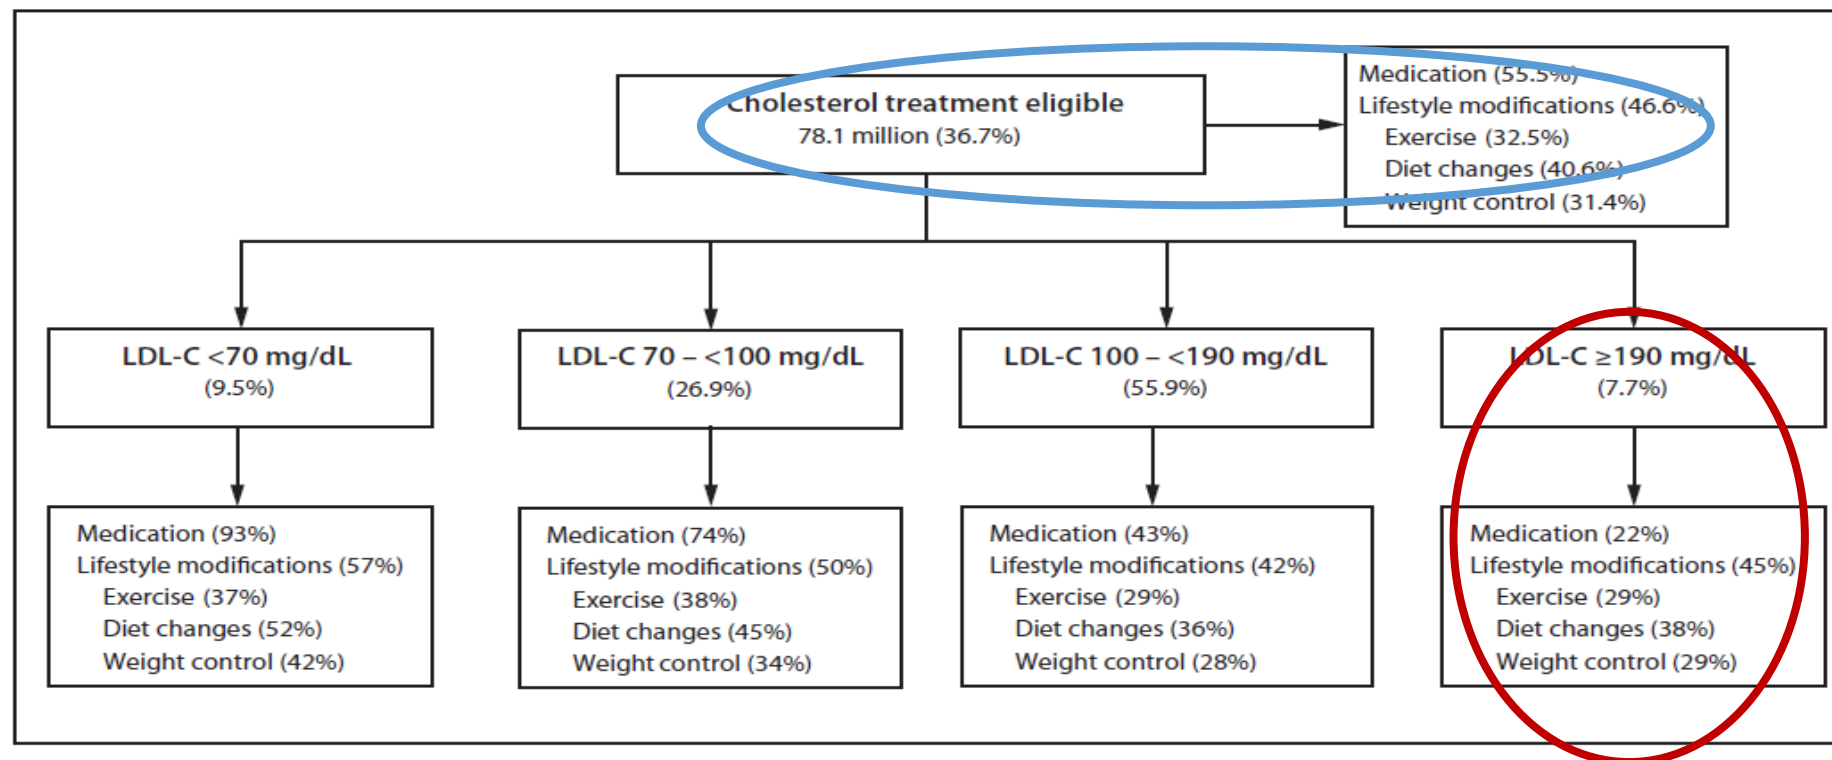 Cholesterol treatment eligible
78.1 million (36.7%)
Medication (55.5%)
Lifestyle modifications (46.6%)
Exercise (32.5%)
Diet changes (40.6%)
Weight control (31.4%)
LDL-C <70 mg/dL
(9.5%)
LDL-C 70 – <100 mg/dL
(26.9%)
LDL-C 100 – <190 mg/dL
(55.9%)
LDL-C ≥190 mg/dL
(7.7%)
Medication (93%)
Lifestyle modifications (57%)
Exercise (37%)
Diet changes (52%)
Weight control (42%)
Medication (74%)
Lifestyle modifications (50%)
Exercise (38%)
Diet changes (45%)
Weight control (34%)
Medication (43%)
Lifestyle modifications (42%)
Exercise (29%)
Diet changes (36%)
Weight control (28%)
Medication (22%)
Lifestyle modifications (45%)
Exercise (29%)
Diet changes (38%)
Weight control (29%)